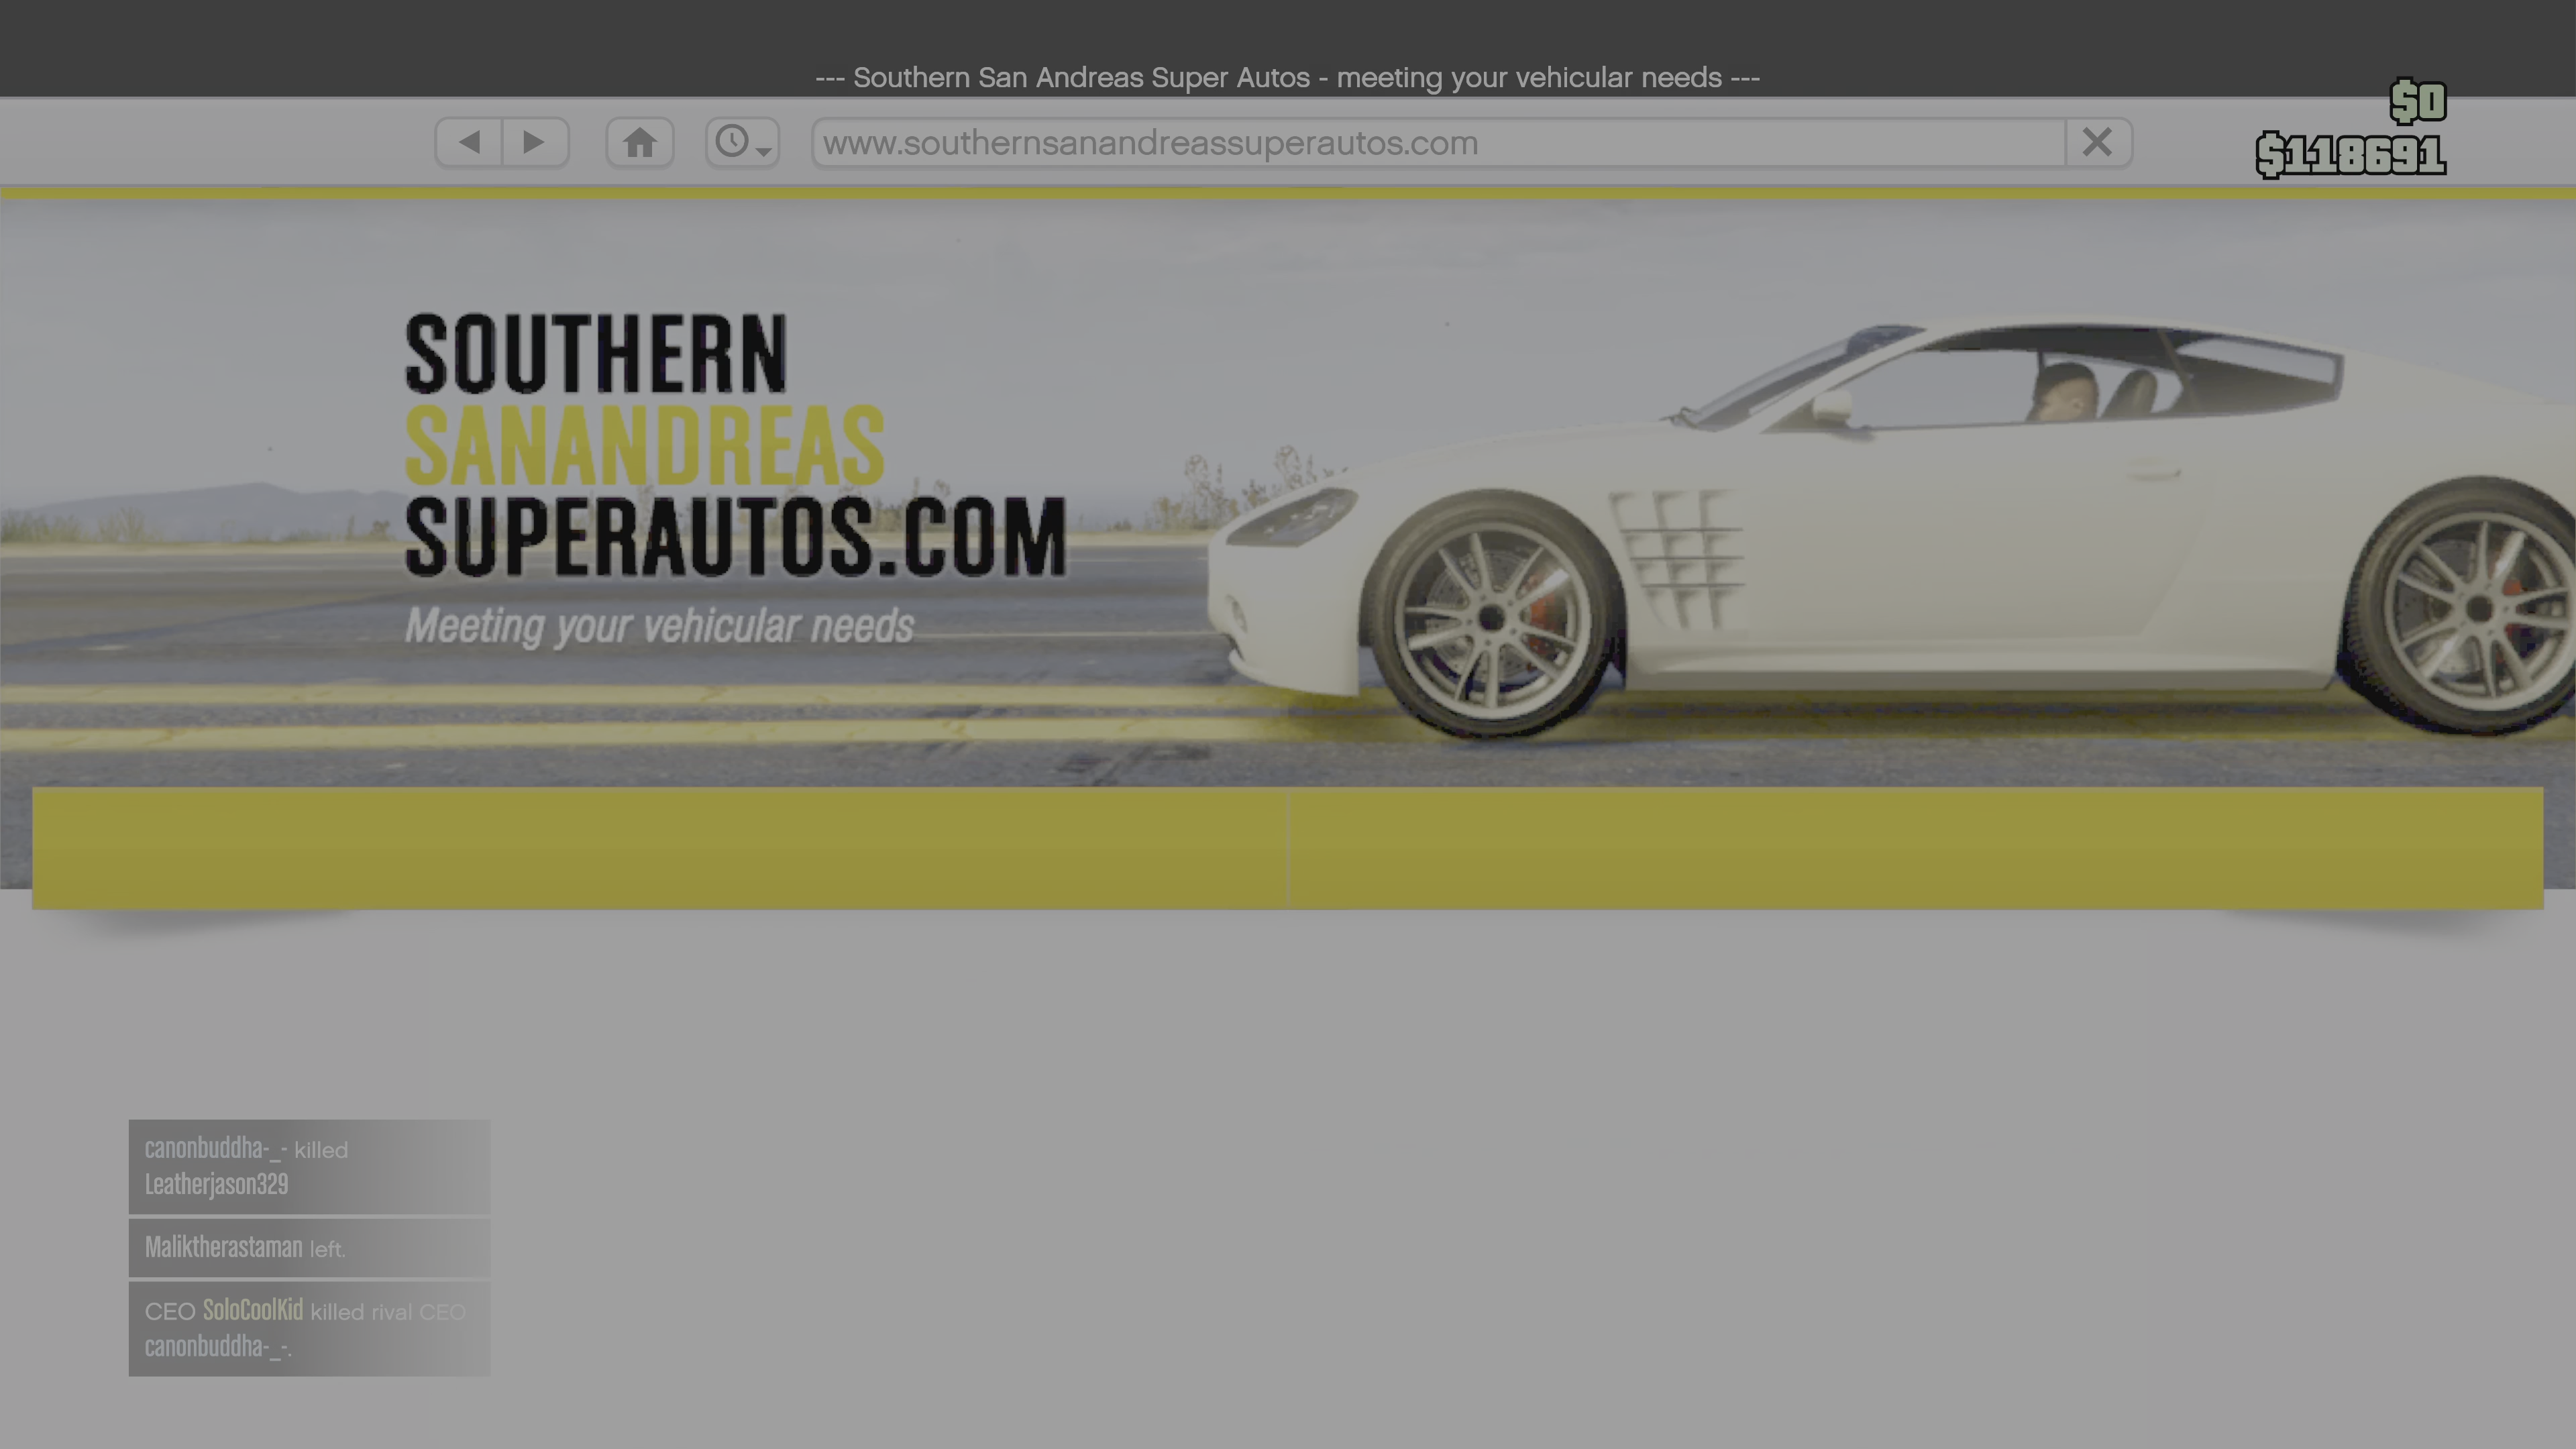 --- Southern San Andreas Super Autos - meeting your vehicular needs ---
$0
www.southernsanandreassuperautos.com
$118691
SOUTHERN
SANANDREAS
SUPERAUTOS.COM
Meeting your vehicular needs
canonbuddha-_- killed
Leatherjason329
Maliktherastaman left.
CEO SoloCoolKid killed rival CEO
canonbuddha-_-.